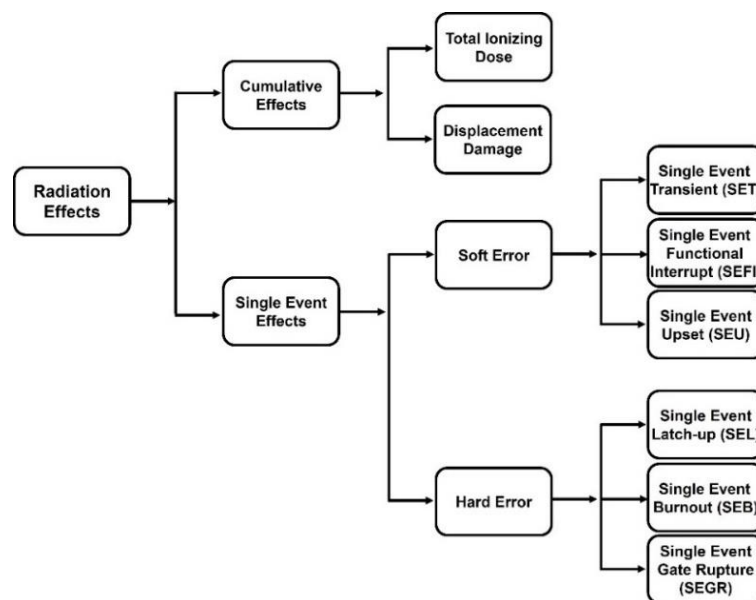 Total Ionizing
Dose
Cumulative
Effects
Displacement
Damage
Radiation
Effects
Single Event
Effects
Soft Error
Single Event
Transient (SET
Single Event
Functional
Interrupt (SEFI
Single Event
Upset (SEU)
Hard Error
Single Event
Latch-up (SEL)
Single Event
Burnout (SEB)
Single Event
Gate Rupture
(SEGR)